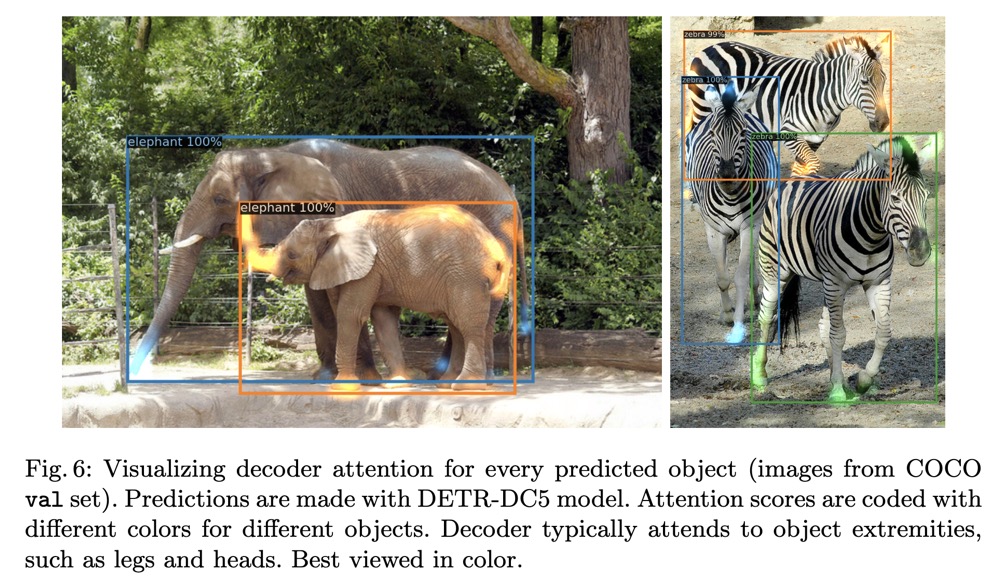 elephant 100%
elephant 100%
zebra 99%
zebra 100%
zebra 100%
Fig. 6: Visualizing decoder attention for every predicted object (images from COCO
val set). Predictions are made with DETR-DC5 model. Attention scores are coded with
different colors for different objects. Decoder typically attends to object extremities,
such as legs and heads. Best viewed in color.